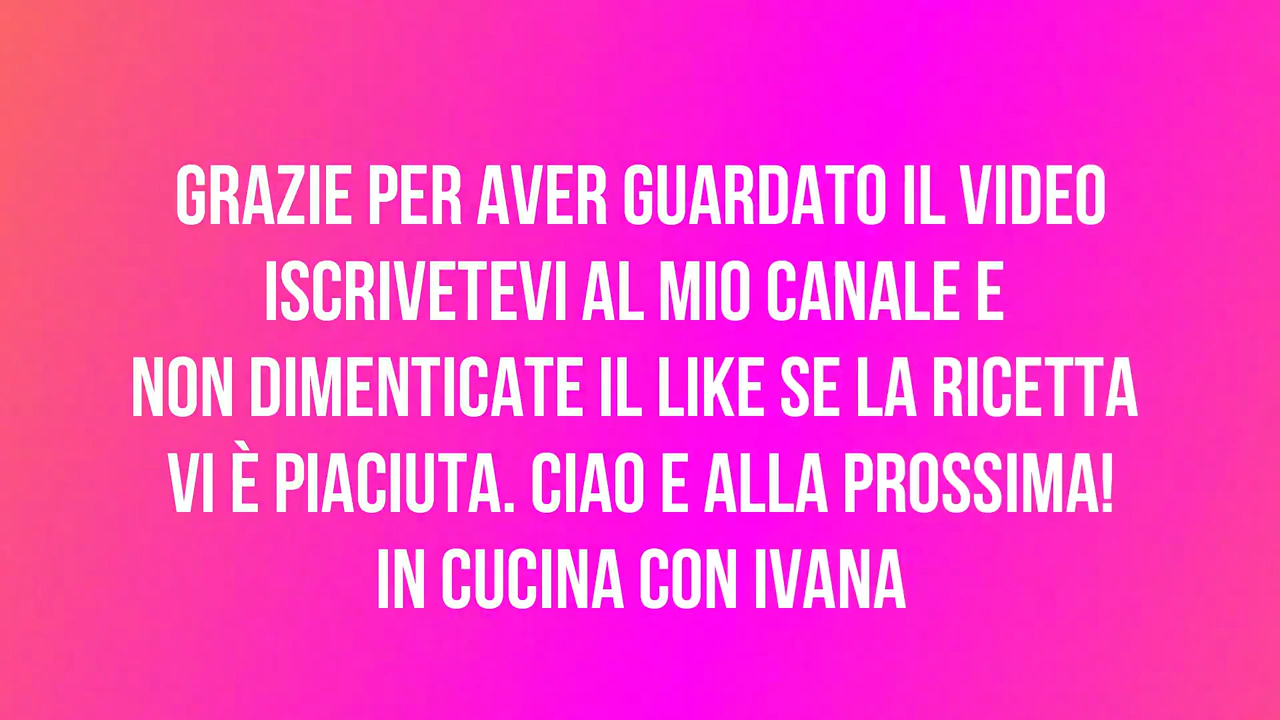 GRAZIE PER AVER GUARDATO IL VIDEO
ISCRIVETEVI AL MIO CANALE E
NON DIMENTICATE IL LIKE SE LA RICETTA
VI È PIACIUTA. CIAO E ALLA PROSSIMA!
IN CUCINA CON IVANA